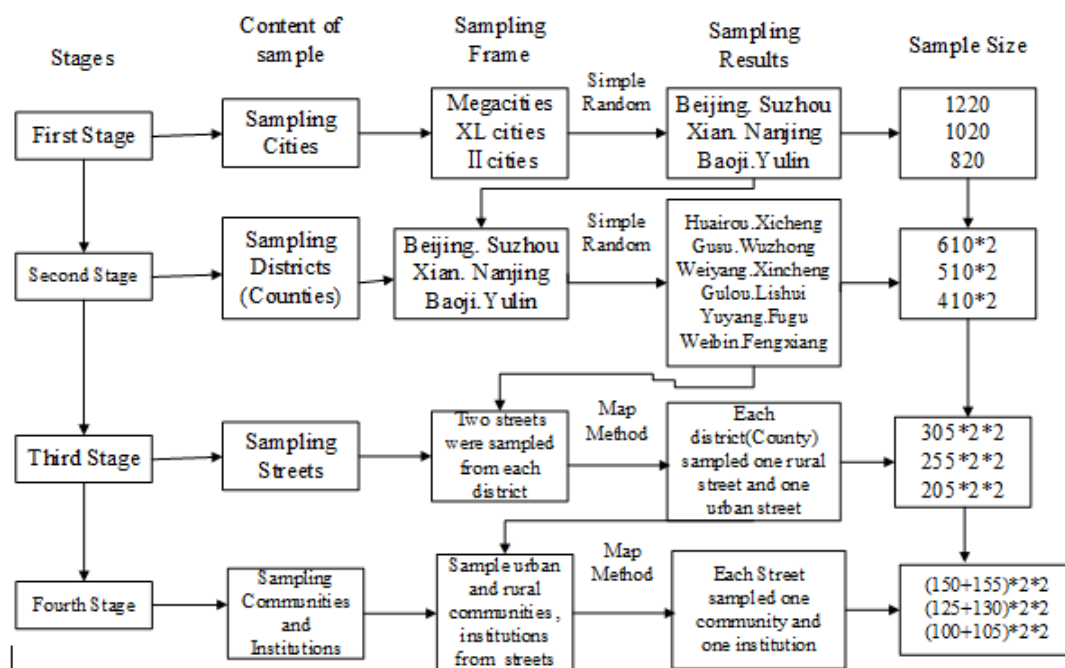 Stages
Content of
sample
Sampling
Frame
Sampling
Results
Sample Size
First Stage
Sampling
Cities
Megacities
XL cities
II cities
Simple
Random
Beijing. Suzhou
Xian. Nanjing
Baoji.Yulin
1220
1020
820
Second Stage
Sampling
Districts
(Counties)
Beijing. Suzhou
Xian. Nanjing
Baoji.Yulin
Simple
Random
Huairou.Xicheng
Gusu.Wuzhong
Weiyang.Xincheng
Gulou.Lishui
Yuyang.Fugu
Weibin.Fengxiang
610*2
510*2
410*2
Third Stage
Sampling
Streets
Two streets
were sampled
from each
district
Map
Method
Each
district(County)
sampled one rural
street and one
urban street
305*2*2
255*2*2
205*2*2
Fourth Stage
Sampling
Communities
and
Institutions
Sample urban
and rural
communities,
institutions
from streets
Map
Method
Each Street
sampled one
community and
one institution
(150+155)*2*2
(125+130)*2*2
(100+105)*2*2